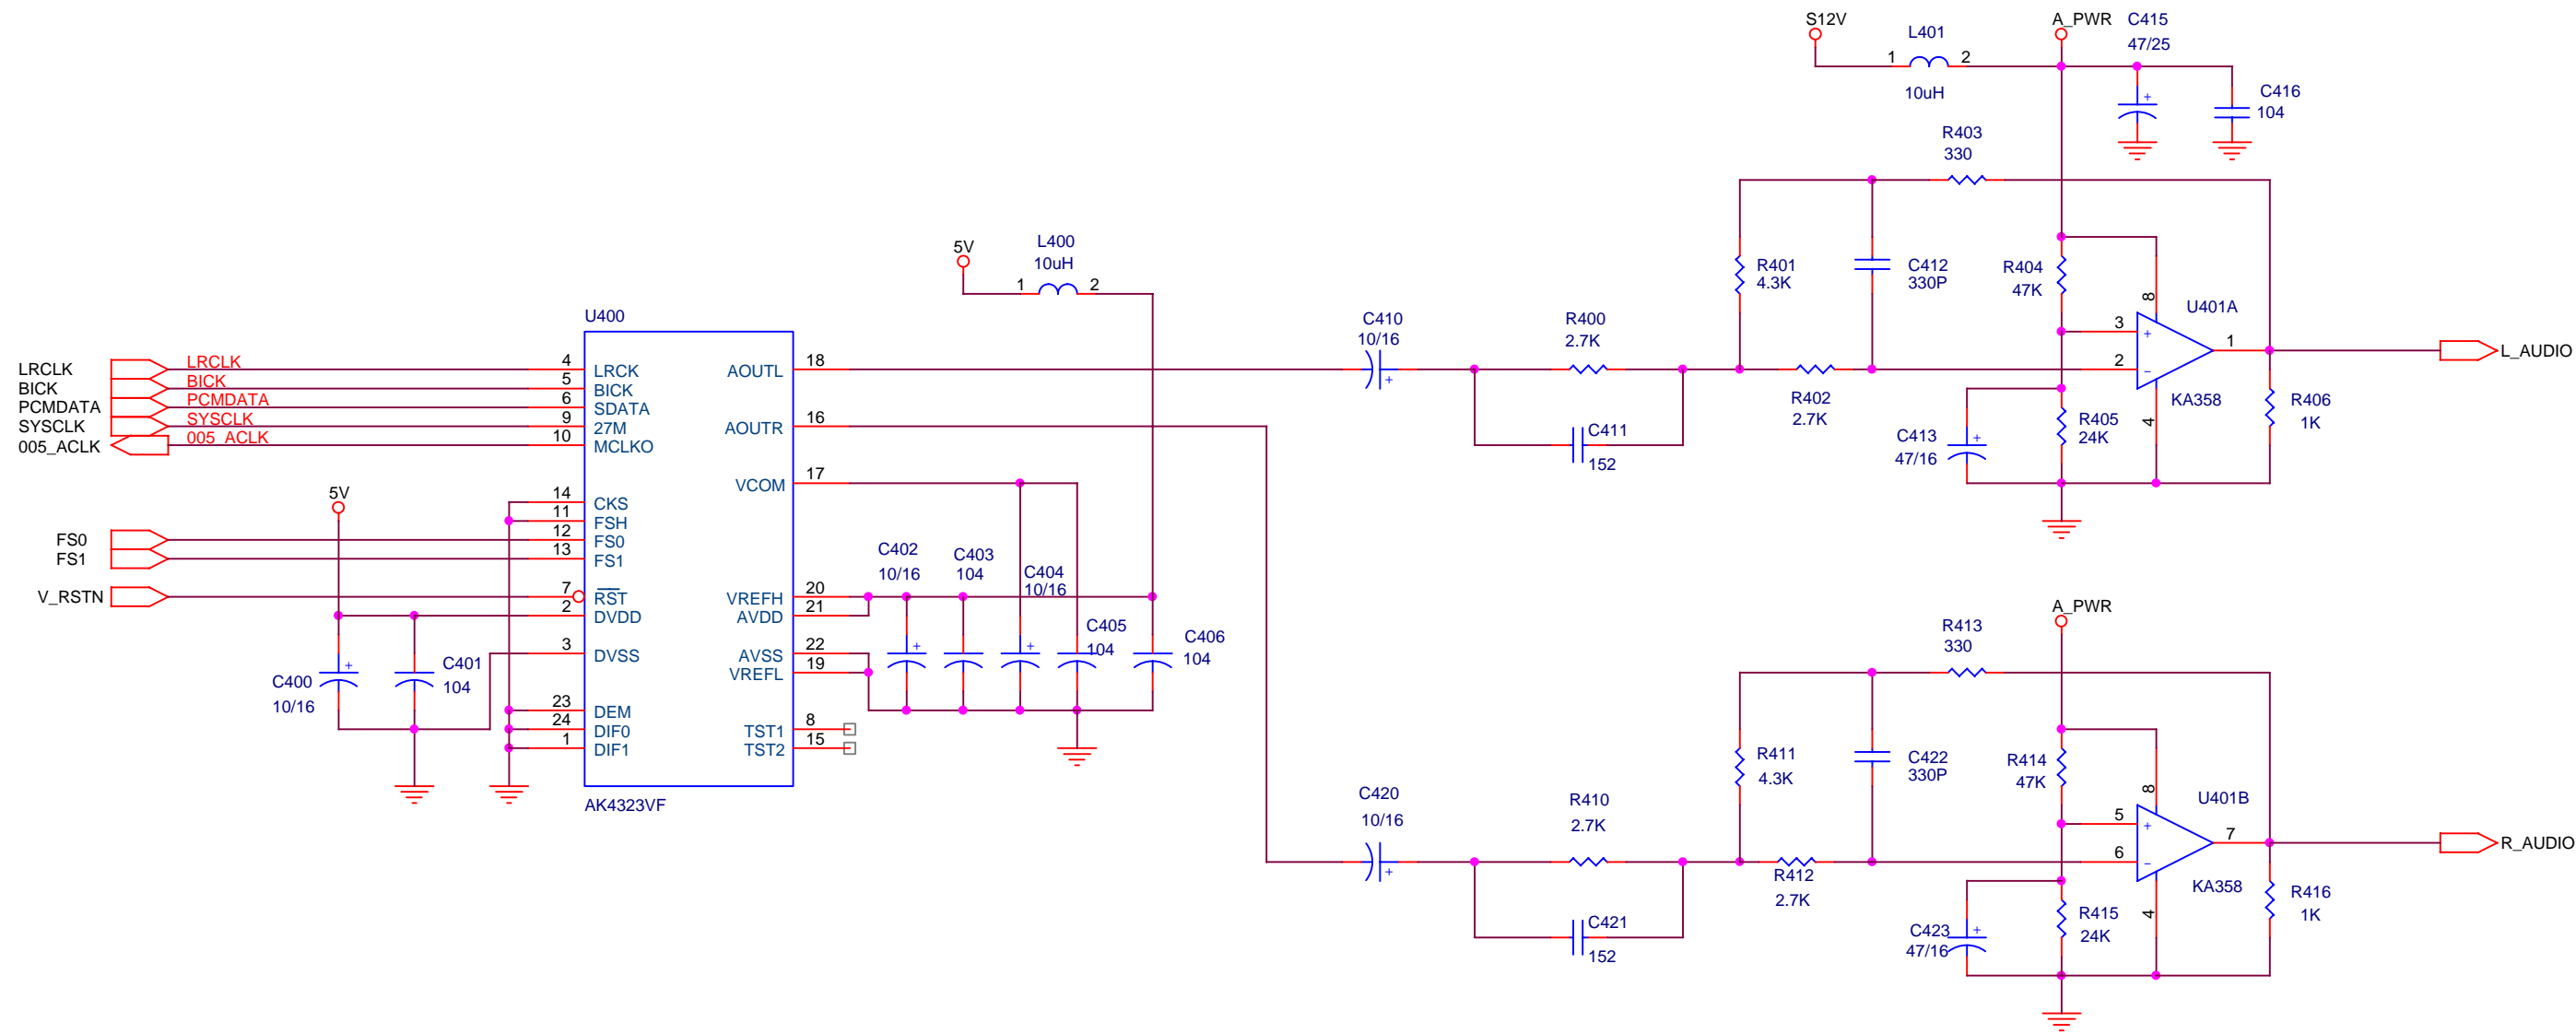 S12V
L401
1
2
10uH
A_PWR
C415
47/25
C416
104
R403
330
5V
L400
10uH
1
2
R401
4.3K
C412
330P
R404
47K
8
U401A
3
+
2
-
1
4
KA358
L_AUDIO
R406
1K
C410
10/16
+
R400
2.7K
R402
2.7K
C411
152
C413
47/16
R405
24K
U400
LRCLK
LRCLK
4
LRCK
BICK
BICK
5
BICK
PCMDATA
PCMDATA
6
SDATA
SYSCLK
SYSCLK
9
27M
005_ACLK
005_ACLK
10
MCLKO
18
AOUTL
16
AOUTR
17
VCOM
5V
14
CKS
11
FSH
FS0
12
FS0
FS1
13
FS1
V_RSTN
7
RST
2
DVDD
3
DVSS
C400
10/16
C401
104
23
DEM
24
DIF0
1
DIF1
20
VREFH
21
AVDD
22
AVSS
19
VREFL
8
TST1
15
TST2
C402
10/16
C403
104
C404
10/16
C405
104
C406
104
AK4323VF
A_PWR
R413
330
R411
4.3K
C422
330P
R414
47K
8
U401B
5
+
6
-
7
4
KA358
R_AUDIO
R416
1K
C420
10/16
+
R410
2.7K
R412
2.7K
C421
152
C423
47/16
R415
24K